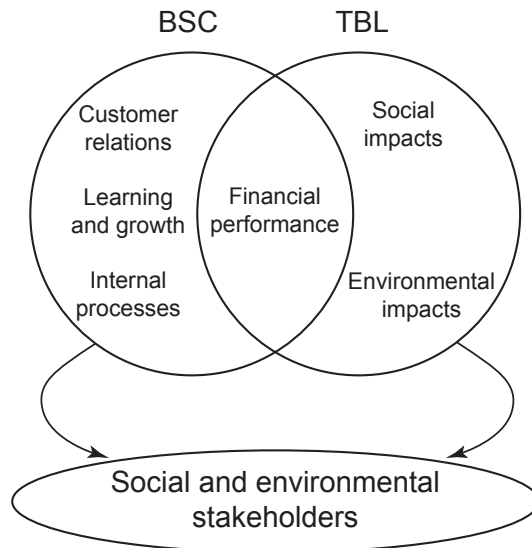 BSC
TBL
Customer
relations
Learning
and growth
Internal
processes
Financial
performance
Social
impacts
Environmental
impacts
Social and environmental
stakeholders